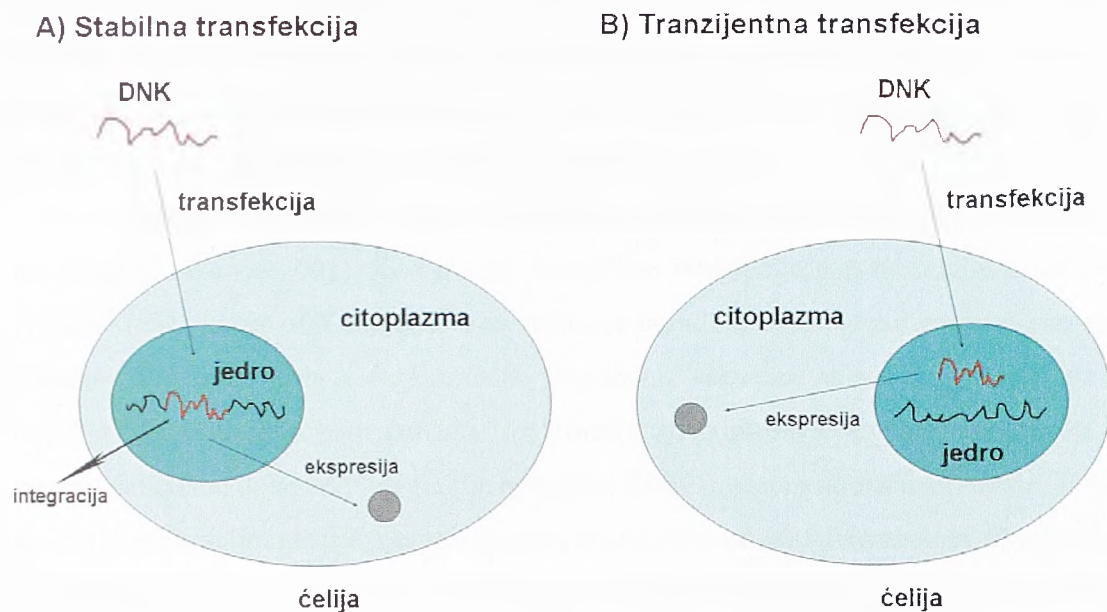 A) Stabilna transfekcija
DNK
transfekcija
citoplazma
jedro
ekspresija
integracija
ćelija
B) Tranzijentna transfekcija
DNK
transfekcija
citoplazma
ekspresija
jedro
ćelija